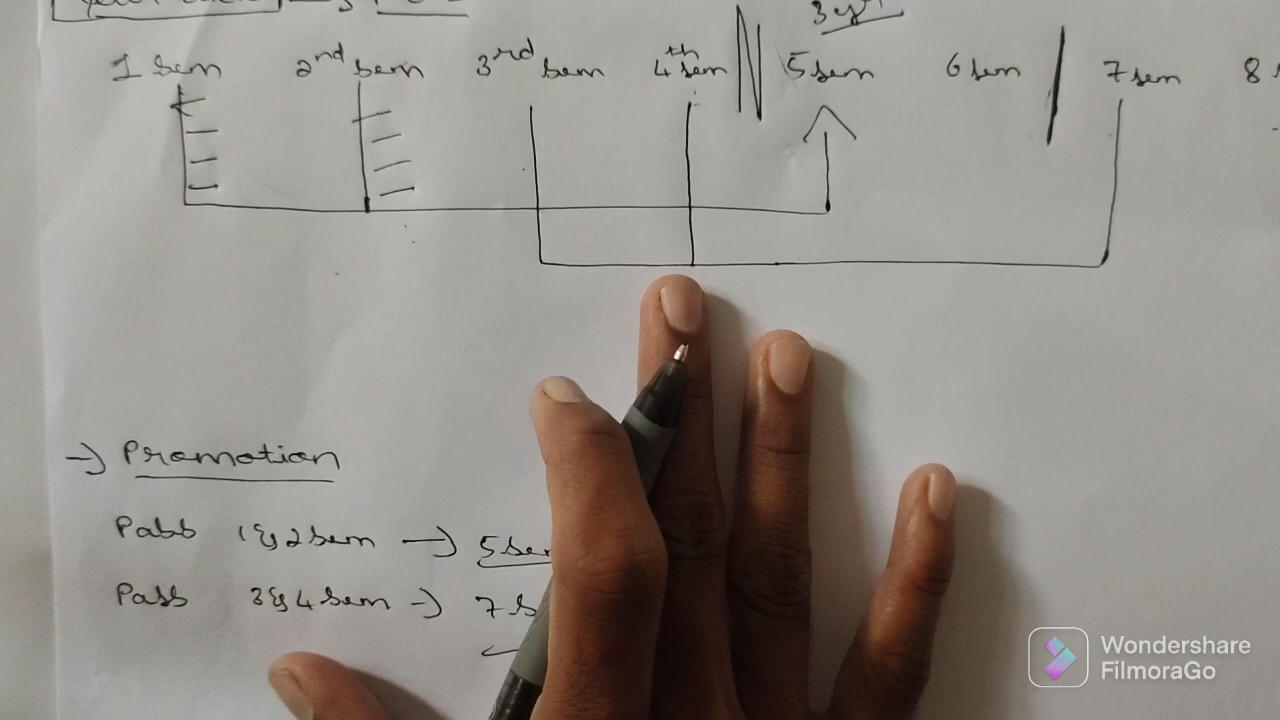 3 yr
1 Sem 2nd sem 3rd sem 4th sem 5 sem 6 sem 7 sem 8
→ Promotion
Pass 1 & 2 Sem → 5 Sem
Pass 3 & 4 Sem → 7 S
Wondershare
FilmoraGo